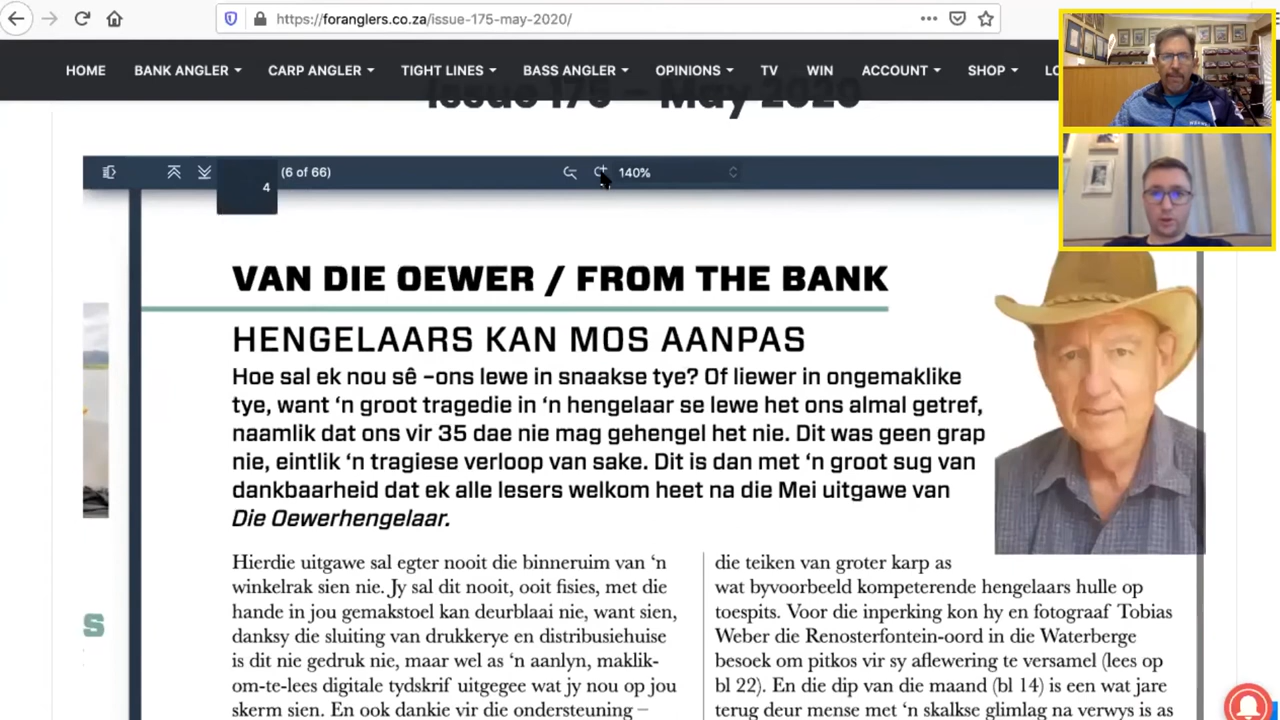 https://foranglers.co.za/issue-175-may-2020/
HOME BANK ANGLER CARP ANGLER TIGHT LINES BASS ANGLER OPINIONS TV WIN ACCOUNT SHOP
Issue 175 – May 2020
4 (6 of 66) 140%
VAN DIE OEWER / FROM THE BANK
HENGELAARS KAN MOS AANPAS
Hoe sal ek nou sê –ons lewe in snaakse tye? Of liewer in ongemaklike
tye, want ‘n groot tragedie in ‘n hengelaar se lewe het ons almal getref,
naamlik dat ons vir 35 dae nie mag gehengel het nie. Dit was geen grap
nie, eintlik ‘n tragiese verloop van sake. Dit is dan met ‘n groot sug van
dankbaarheid dat ek alle lesers welkom heet na die Mei uitgawe van
Die Oewerhengelaar.
Hierdie uitgawe sal egter nooit die binneruim van ‘n
winkelrak sien nie. Jy sal dit nooit, ooit fisies, met die
hande in jou gemakstoel kan deurblaai nie, want sien,
danksy die sluiting van drukkerye en distribusiehuise
is dit nie gedruk nie, maar wel as ‘n aanlyn, maklik-
om-te-lees digitale tydskrif uitgegee wat jy nou op jou
skerm sien. En ook dankie vir die ondersteuning –
die teiken van groter karp as
wat byvoorbeeld kompeterende hengelaars hulle op
toespits. Voor die inperking kon hy en fotograaf Tobias
Weber die Renosterfontein-oord in die Waterberge
besoek om pitkos vir sy aflewering te versamel (lees op
bl 22). En die dip van die maand (bl 14) is een wat jare
terug deur mense met ‘n skalkse glimlag na verwys is as
S